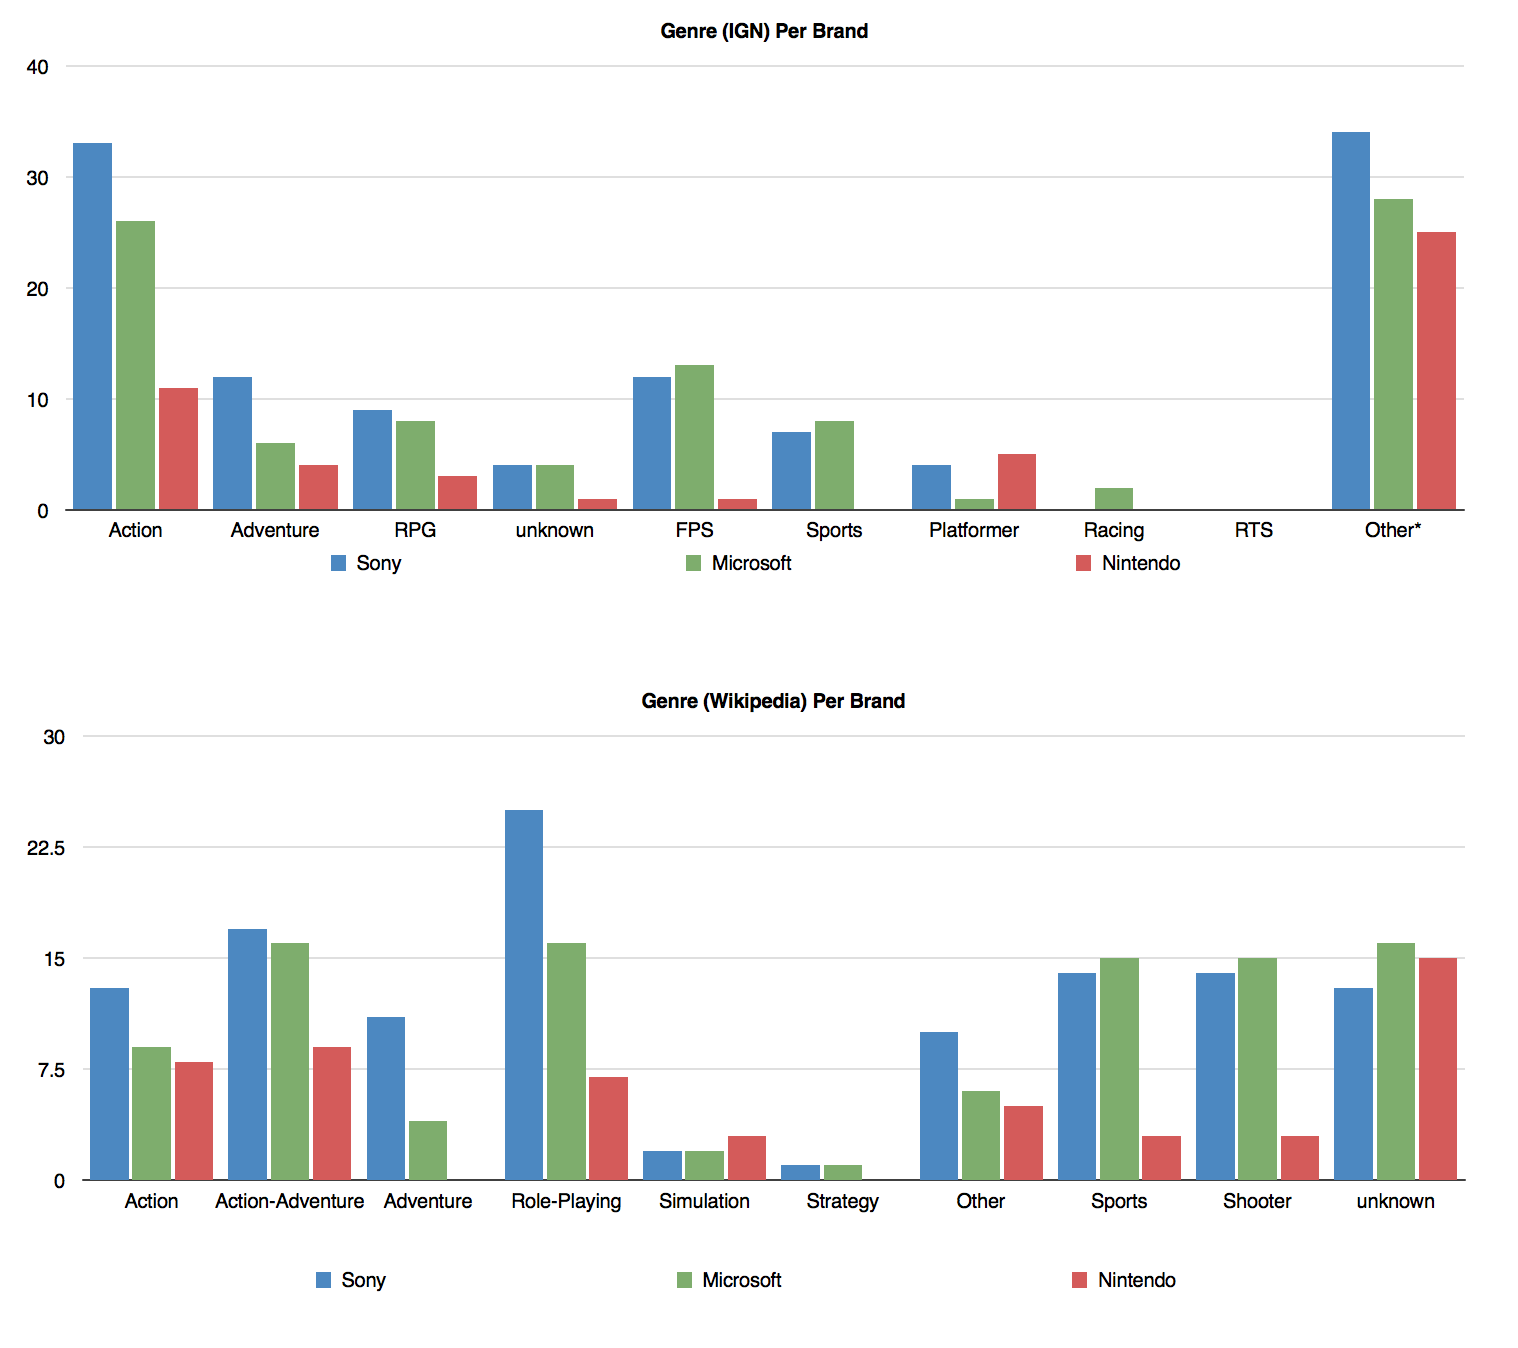 Genre (IGN) Per Brand
40
30
20
10
0
Action Adventure RPG unknown FPS Sports Platformer Racing RTS Other*
Sony Microsoft Nintendo
Genre (Wikipedia) Per Brand
30
22.5
15
7.5
0
Action Action-Adventure Adventure Role-Playing Simulation Strategy Other Sports Shooter unknown
Sony Microsoft Nintendo